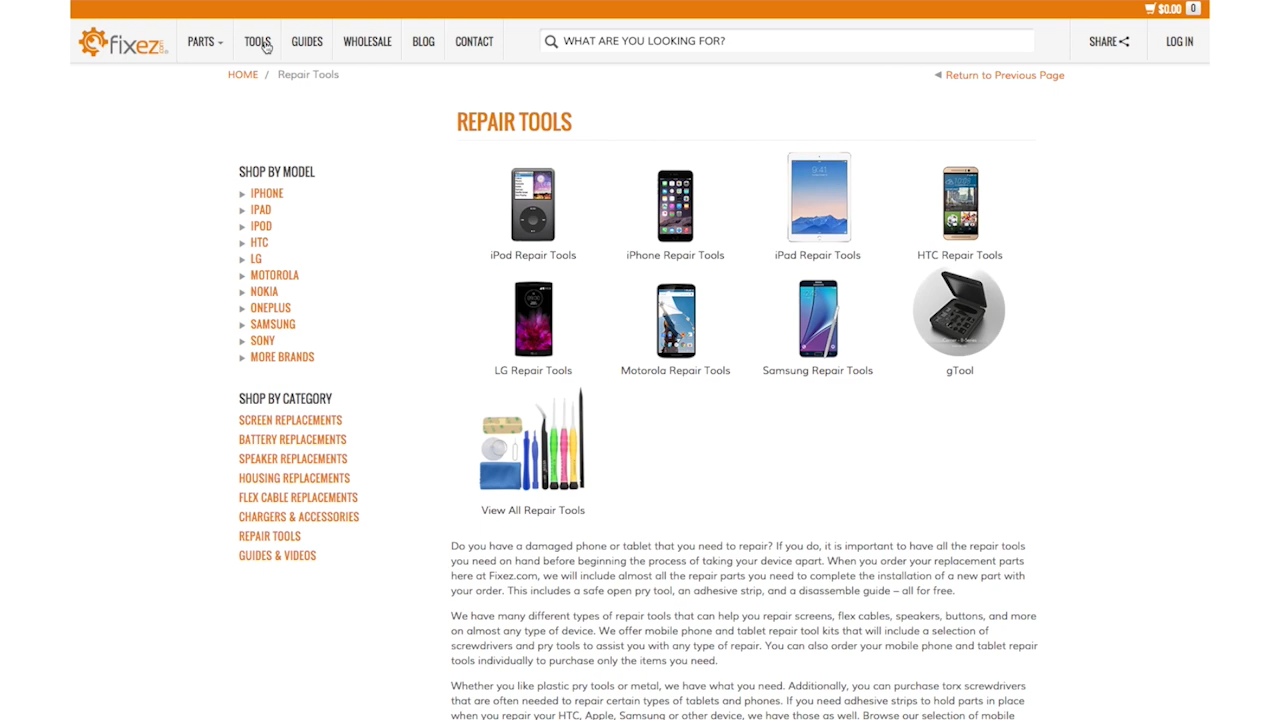 $0.00 0
fixez.com PARTS TOOLS GUIDES WHOLESALE BLOG CONTACT WHAT ARE YOU LOOKING FOR? SHARE LOG IN
HOME / Repair Tools Return to Previous Page
REPAIR TOOLS
SHOP BY MODEL
IPHONE
IPAD
IPOD
HTC
LG
MOTOROLA
NOKIA
ONEPLUS
SAMSUNG
SONY
MORE BRANDS
SHOP BY CATEGORY
SCREEN REPLACEMENTS
BATTERY REPLACEMENTS
SPEAKER REPLACEMENTS
HOUSING REPLACEMENTS
FLEX CABLE REPLACEMENTS
CHARGERS & ACCESSORIES
REPAIR TOOLS
GUIDES & VIDEOS
iPod Repair Tools iPhone Repair Tools iPad Repair Tools HTC Repair Tools
LG Repair Tools Motorola Repair Tools Samsung Repair Tools gTool
View All Repair Tools
Do you have a damaged phone or tablet that you need to repair? If you do, it is important to have all the repair tools
you need on hand before beginning the process of taking your device apart. When you order your replacement parts
here at Fixez.com, we will include almost all the repair parts you need to complete the installation of a new part with
your order. This includes a safe open pry tool, an adhesive strip, and a disassemble guide – all for free.
We have many different types of repair tools that can help you repair screens, flex cables, speakers, buttons, and more
on almost any type of device. We offer mobile phone and tablet repair tool kits that will include a selection of
screwdrivers and pry tools to assist you with any type of repair. You can also order your mobile phone and tablet repair
tools individually to purchase only the items you need.
Whether you like plastic pry tools or metal, we have what you need. Additionally, you can purchase torx screwdrivers
that are often needed to repair certain types of tablets and phones. If you need adhesive strips to hold parts in place
when you repair your HTC, Apple, Samsung or other device, we have those as well. Browse our selection of mobile